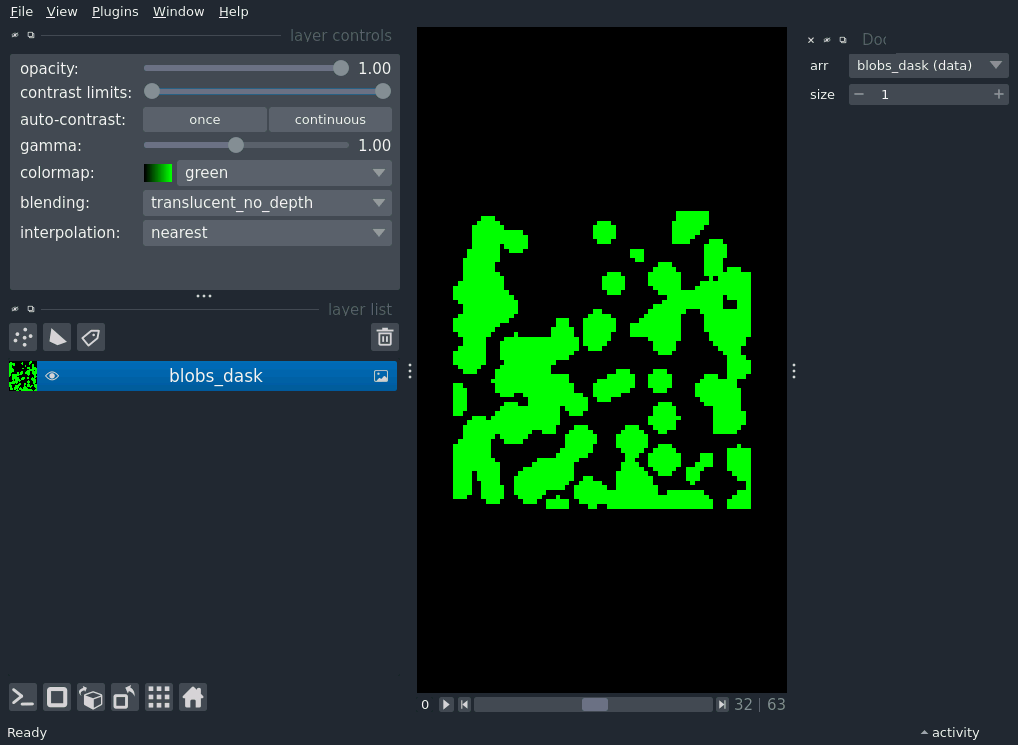 File View Plugins Window Help
layer controls
opacity: 1.00
contrast limits:
auto-contrast: once continuous
gamma: 1.00
colormap: green
blending: translucent_no_depth
interpolation: nearest
layer list
blobs_dask
arr blobs_dask (data)
size 1
0 32 | 63
Ready
activity